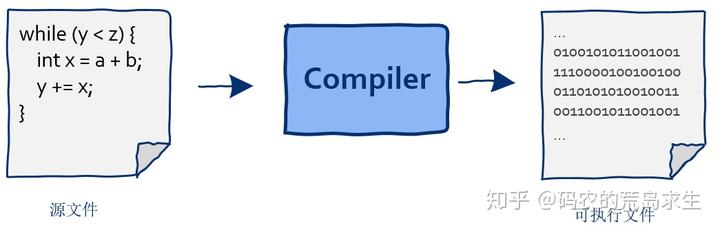 while (y < z) {
int x = a + b;
y += x;
}
Compiler
...
0100101011001001
1110000100100100
0110101010010011
0011001011001001
...
源文件
可执行文件
知乎 @码农的荒岛求生